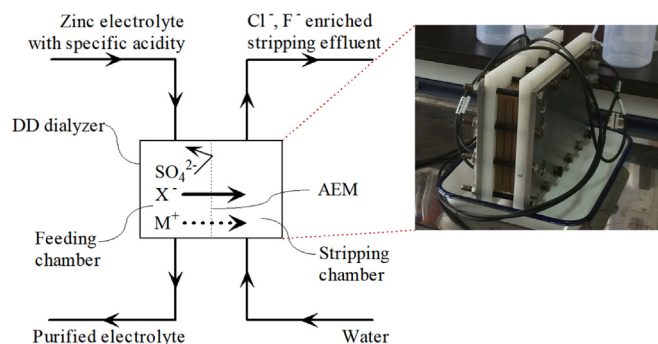 Zinc electrolyte
with specific acidity
Cl⁻, F⁻ enriched
stripping effluent
DD dialyzer
SO₄²⁻
X⁻
M⁺
AEM
Feeding
chamber
Stripping
chamber
Purified electrolyte
Water